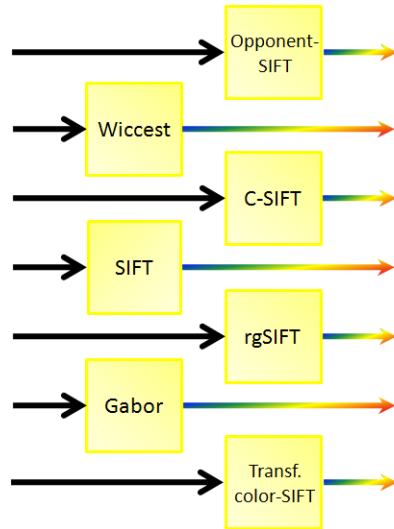 Opponent-
SIFT
Wiccest
C-SIFT
SIFT
rgSIFT
Gabor
Transf.
color-SIFT